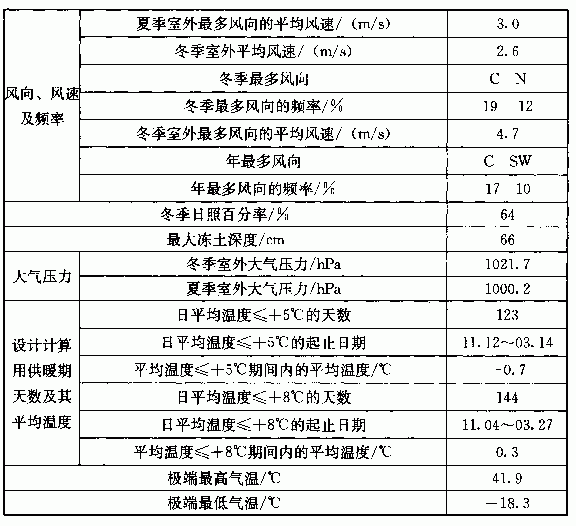 夏季室外最多风向的平均风速/（m/s） 3.0
冬季室外平均风速/（m/s） 2.6
冬季最多风向 C N
风向、风速及频率 冬季最多风向的频率/% 19 12
冬季室外最多风向的平均风速/（m/s） 4.7
年最多风向 C SW
年最多风向的频率/% 17 10
冬季日照百分率/% 64
最大冻土深度/cm 66
大气压力 冬季室外大气压力/hPa 1021.7
夏季室外大气压力/hPa 1000.2
日平均温度≤+5℃的天数 123
设计计算用供暖期天数及其平均温度 日平均温度≤+5℃的起止日期 11.12~03.14
平均温度≤+5℃期间内的平均温度/℃ -0.7
日平均温度≤+8℃的天数 144
日平均温度≤+8℃的起止日期 11.04~03.27
平均温度≤+8℃期间内的平均温度/℃ 0.3
极端最高气温/℃ 41.9
极端最低气温/℃ －18.3